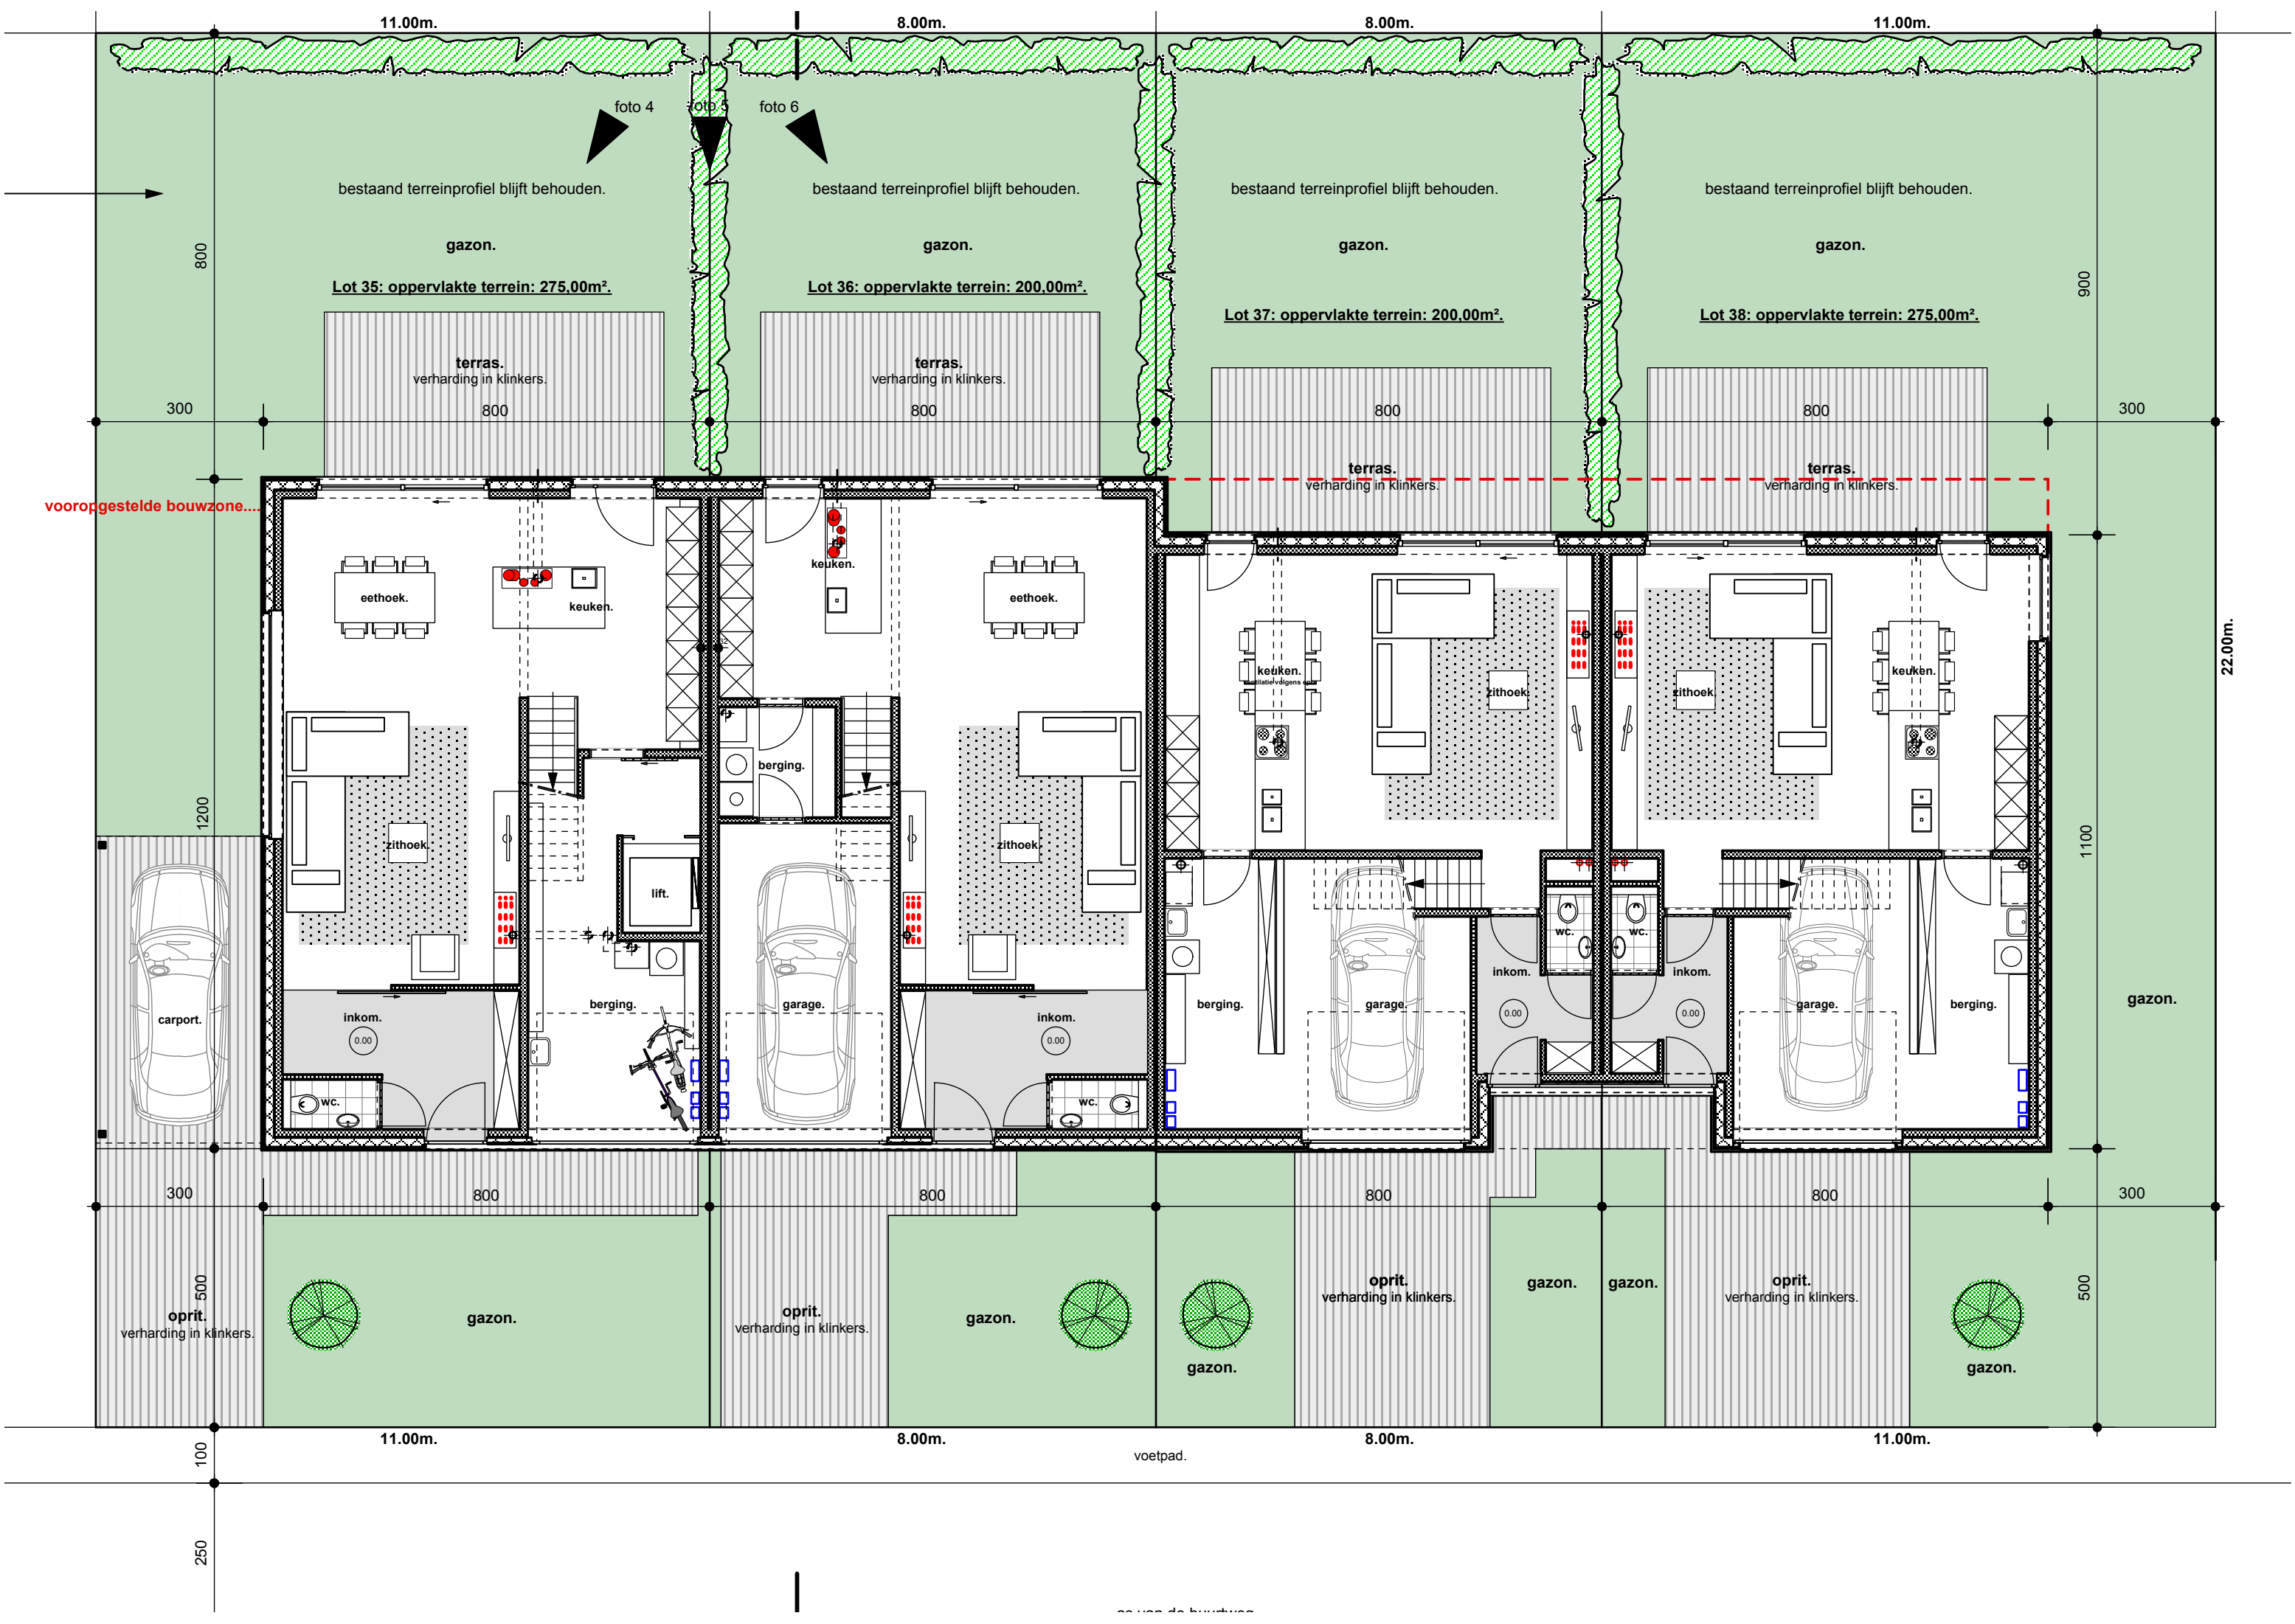 11.00m.
8.00m.
8.00m.
11.00m.
foto 4
foto 5
foto 6
bestaand terreinprofiel blijft behouden.
bestaand terreinprofiel blijft behouden.
bestaand terreinprofiel blijft behouden.
bestaand terreinprofiel blijft behouden.
gazon.
gazon.
gazon.
gazon.
800
900
Lot 35: oppervlakte terrein: 275,00m².
Lot 36: oppervlakte terrein: 200,00m².
Lot 37: oppervlakte terrein: 200,00m².
Lot 38: oppervlakte terrein: 275,00m².
terras.
verharding in klinkers.
terras.
verharding in klinkers.
300
800
800
800
800
300
terras.
verharding in klinkers.
terras.
verharding in klinkers.
vooropgestelde bouwzone....
eethoek.
keuken.
keuken.
eethoek.
keuken.
zithoek.
zithoek.
keuken.
22.00m.
berging.
1200
1100
zithoek.
lift.
zithoek.
wc.
wc.
inkom.
inkom.
carport.
inkom.
0.00
berging.
garage.
inkom.
0.00
berging.
garage.
0.00
0.00
garage.
berging.
gazon.
wc.
wc.
300
800
800
800
800
300
500
500
oprit.
verharding in klinkers.
gazon.
oprit.
verharding in klinkers.
gazon.
gazon.
oprit.
verharding in klinkers.
gazon.
gazon.
oprit.
verharding in klinkers.
gazon.
11.00m.
8.00m.
8.00m.
11.00m.
100
voetpad.
250